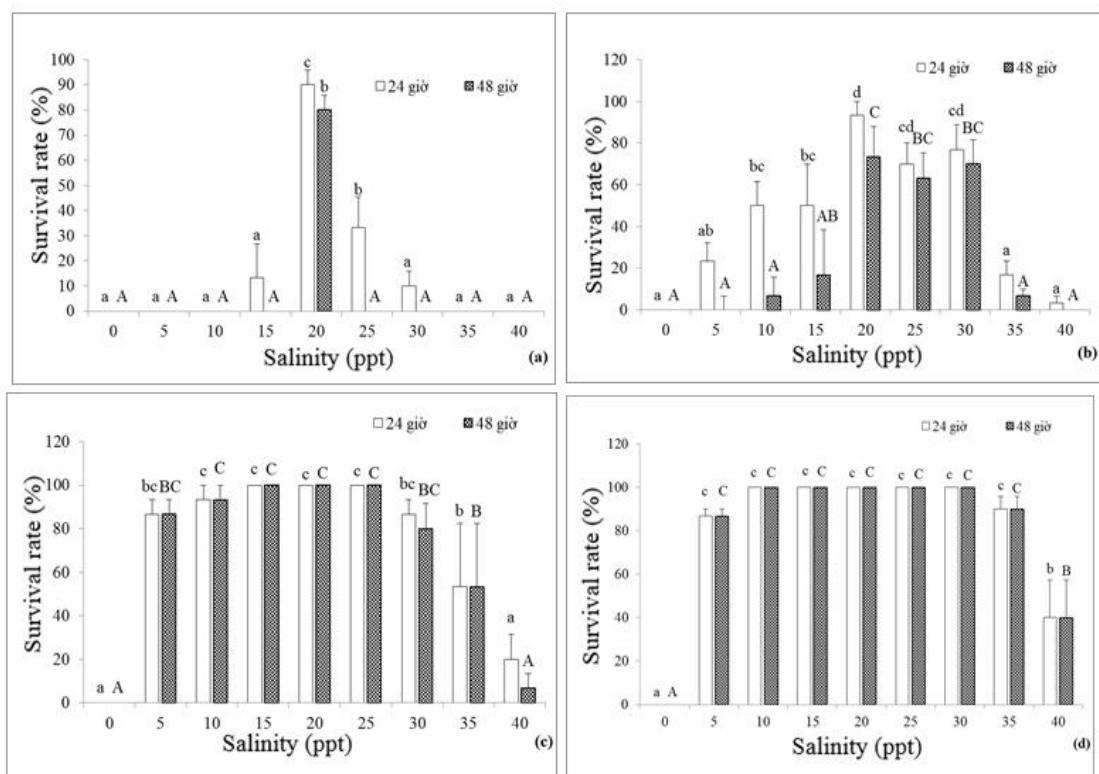 24 giờ 48 giờ
Survival rate (%)
100
90
80
70
60
50
40
30
20
10
0
a A a A a A a A c b b A a A a A a A
0 5 10 15 20 25 30 35 40
Salinity (ppt)
(a)
24 giờ 48 giờ
Survival rate (%)
120
100
80
60
40
20
0
a A ab A bc A bc AB d C cd BC cd BC a A a A
0 5 10 15 20 25 30 35 40
Salinity (ppt)
(b)
24 giờ 48 giờ
Survival rate (%)
120
100
80
60
40
20
0
a A bc BC c C c C c C c C bc BC b B a A
0 5 10 15 20 25 30 35 40
Salinity (ppt)
(c)
24 giờ 48 giờ
Survival rate (%)
120
100
80
60
40
20
0
a A c C c C c C c C c C c C c C b B
0 5 10 15 20 25 30 35 40
Salinity (ppt)
(d)